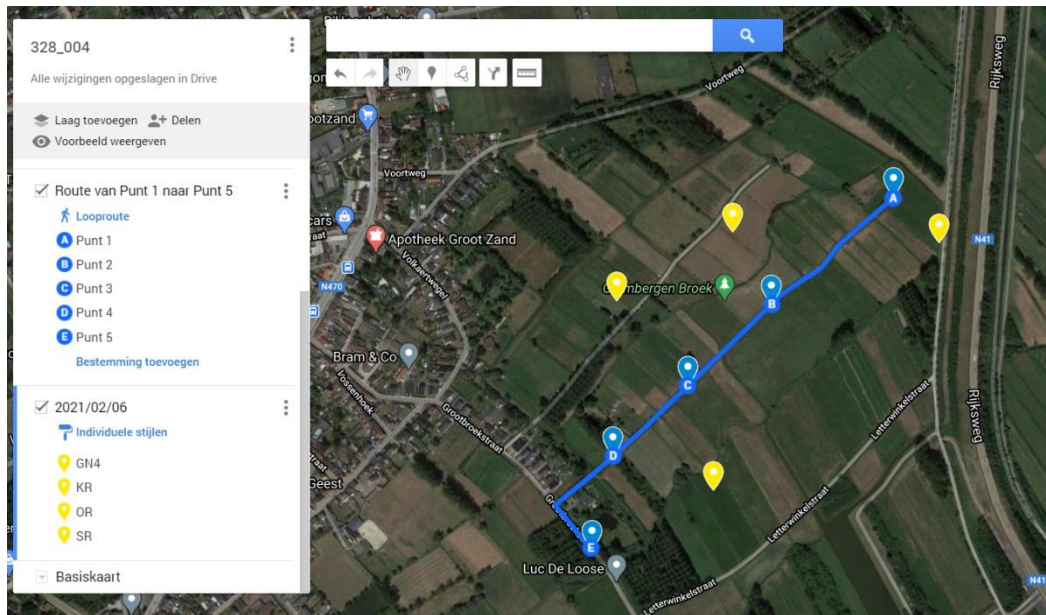 328_004
Alle wijzigingen opgeslagen in Drive
Laag toevoegen
Delen
Voorbeeld weergeven
Route van Punt 1 naar Punt 5
Looproute
A Punt 1
B Punt 2
C Punt 3
D Punt 4
E Punt 5
Bestemming toevoegen
2021/02/06
Individuele stijlen
GN4
KR
OR
SR
Basiskaart
Voortweg
Rijksweg
Voortweg
A
N41
Apotheek Groot Zand
Volkaertwegel
N470
B
Bram & Co
C
Vossenhoek
Grootbroekstraat
Letterwinkelstraat
Rijksweg
D
Geest
Letterwinkelstraat
E
Luc De Loose
N41